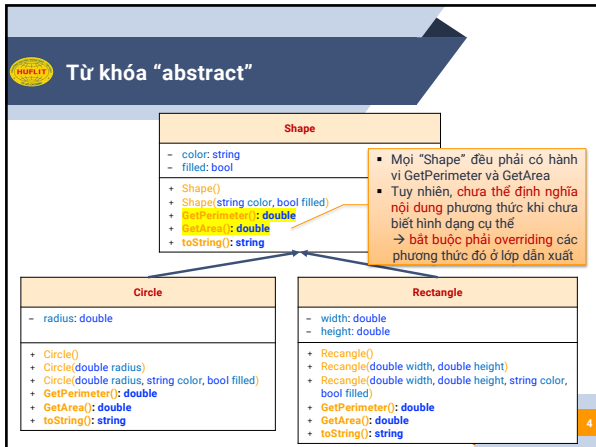 HUFLIT
Từ khóa “abstract”
Shape
− color: string
− filled: bool
+ Shape()
+ Shape(string color, bool filled)
+ GetPerimeter(): double
+ GetArea(): double
+ toString(): string
▪ Mọi “Shape” đều phải có hành
vi GetPerimeter và GetArea
▪ Tuy nhiên, chưa thể định nghĩa
nội dung phương thức khi chưa
biết hình dạng cụ thể
→ bắt buộc phải overriding các
phương thức đó ở lớp dẫn xuất
Circle
− radius: double
+ Circle()
+ Circle(double radius)
+ Circle(double radius, string color, bool filled)
+ GetPerimeter(): double
+ GetArea(): double
+ toString(): string
Rectangle
− width: double
− height: double
+ Recangle()
+ Recangle(double width, double height)
+ Recangle(double width, double height, string color,
bool filled)
+ GetPerimeter(): double
+ GetArea(): double
+ toString(): string
4